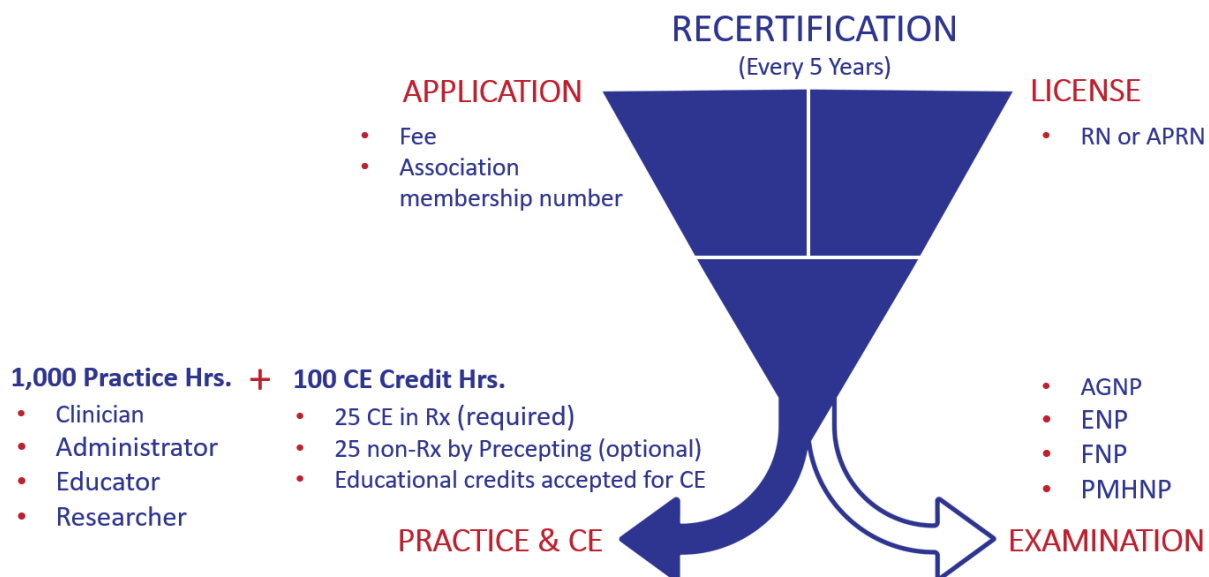 RECERTIFICATION
(Every 5 Years)
APPLICATION
• Fee
• Association
membership number
LICENSE
• RN or APRN
1,000 Practice Hrs. + 100 CE Credit Hrs.
• Clinician
• Administrator
• Educator
• Researcher
• 25 CE in Rx (required)
• 25 non-Rx by Precepting (optional)
• Educational credits accepted for CE
PRACTICE & CE
• AGNP
• ENP
• FNP
• PMHNP
EXAMINATION